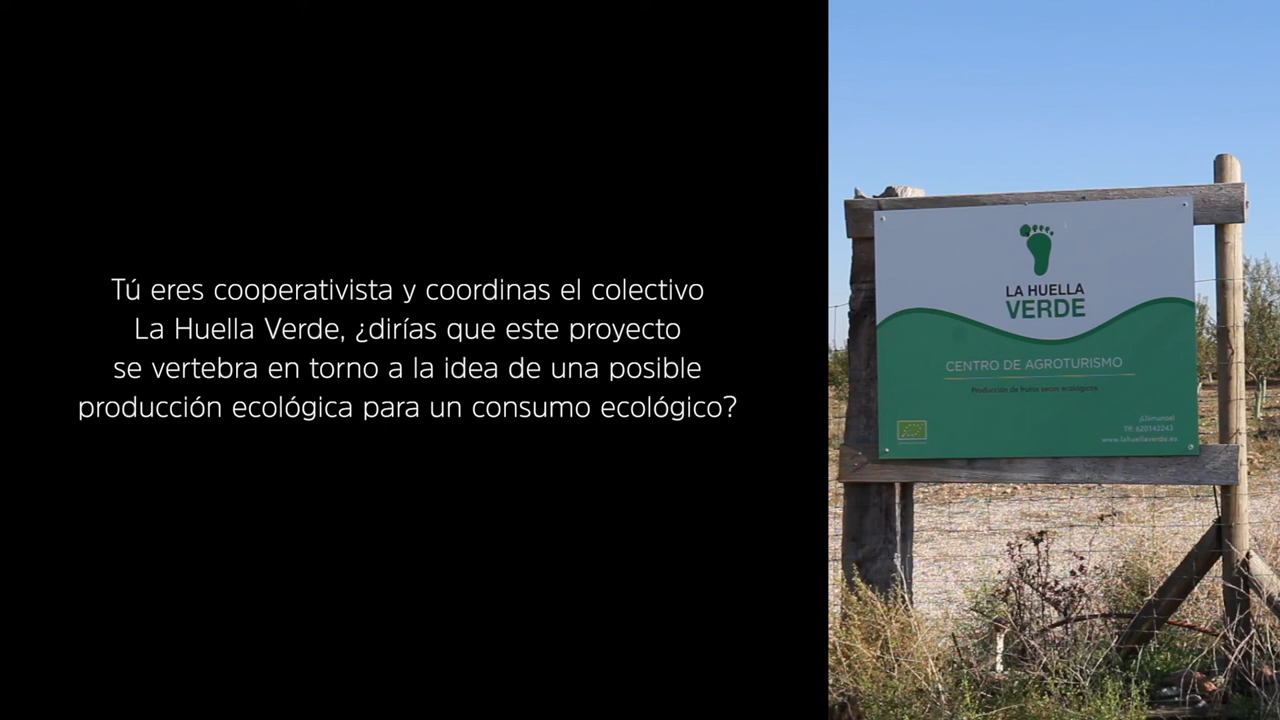 Tú eres cooperativista y coordinas el colectivo
La Huella Verde, ¿dirías que este proyecto
se vertebra en torno a la idea de una posible
producción ecológica para un consumo ecológico?
LA HUELLA
VERDE
CENTRO DE AGROTURISMO
Producción de frutos secos ecológicos
Tlf: 620143243
www.lahuellaverde.es